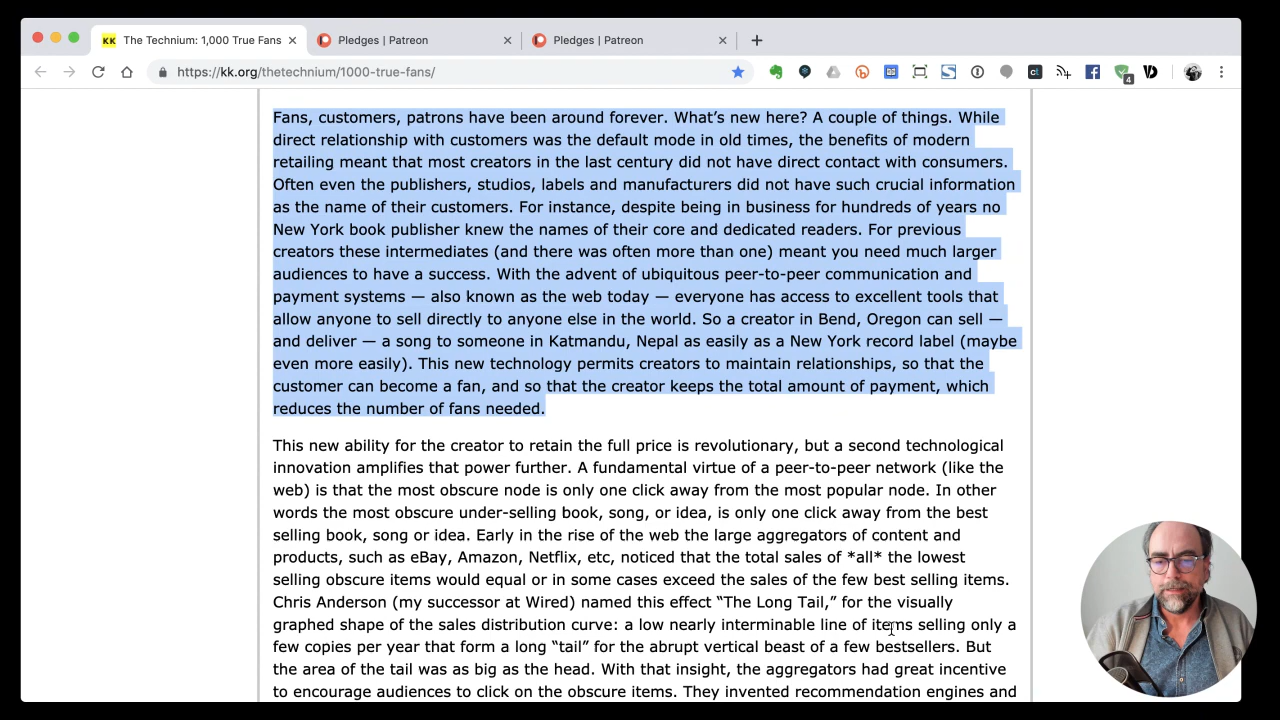 KK The Technium: 1,000 True Fans
Pledges | Patreon
Pledges | Patreon
https://kk.org/thetechnium/1000-true-fans/
4
Fans, customers, patrons have been around forever. What’s new here? A couple of things. While
direct relationship with customers was the default mode in old times, the benefits of modern
retailing meant that most creators in the last century did not have direct contact with consumers.
Often even the publishers, studios, labels and manufacturers did not have such crucial information
as the name of their customers. For instance, despite being in business for hundreds of years no
New York book publisher knew the names of their core and dedicated readers. For previous
creators these intermediates (and there was often more than one) meant you need much larger
audiences to have a success. With the advent of ubiquitous peer-to-peer communication and
payment systems — also known as the web today — everyone has access to excellent tools that
allow anyone to sell directly to anyone else in the world. So a creator in Bend, Oregon can sell —
and deliver — a song to someone in Katmandu, Nepal as easily as a New York record label (maybe
even more easily). This new technology permits creators to maintain relationships, so that the
customer can become a fan, and so that the creator keeps the total amount of payment, which
reduces the number of fans needed.
This new ability for the creator to retain the full price is revolutionary, but a second technological
innovation amplifies that power further. A fundamental virtue of a peer-to-peer network (like the
web) is that the most obscure node is only one click away from the most popular node. In other
words the most obscure under-selling book, song, or idea, is only one click away from the best
selling book, song or idea. Early in the rise of the web the large aggregators of content and
products, such as eBay, Amazon, Netflix, etc, noticed that the total sales of *all* the lowest
selling obscure items would equal or in some cases exceed the sales of the few best selling items.
Chris Anderson (my successor at Wired) named this effect “The Long Tail,” for the visually
graphed shape of the sales distribution curve: a low nearly interminable line of items selling only a
few copies per year that form a long “tail” for the abrupt vertical beast of a few bestsellers. But
the area of the tail was as big as the head. With that insight, the aggregators had great incentive
to encourage audiences to click on the obscure items. They invented recommendation engines and